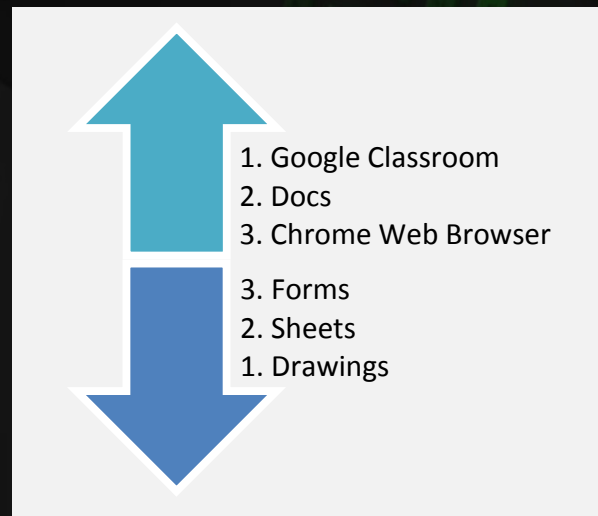 1. Google Classroom
2. Docs
3. Chrome Web Browser
3. Forms
2. Sheets
1. Drawings